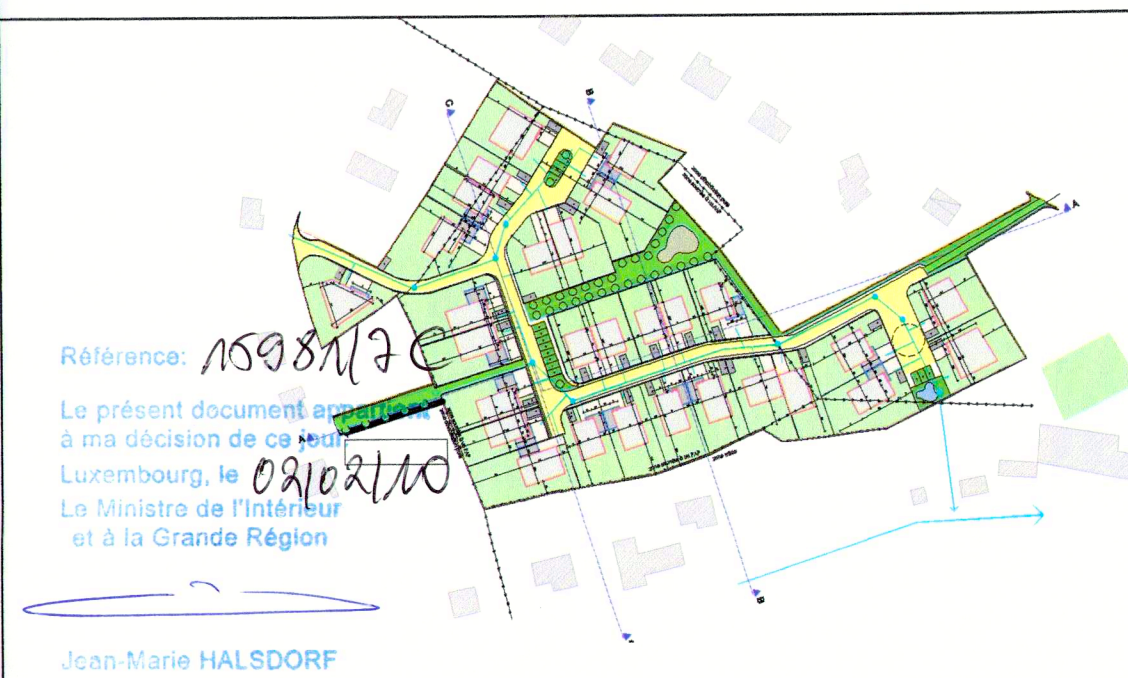 Référence: 15981/7C
Le présent document appartient
à ma décision de ce jour
Luxembourg, le 02/02/10
Le Ministre de l'Intérieur
et à la Grande Région
Jean-Marie HALSDORF
C
B
A
A
B